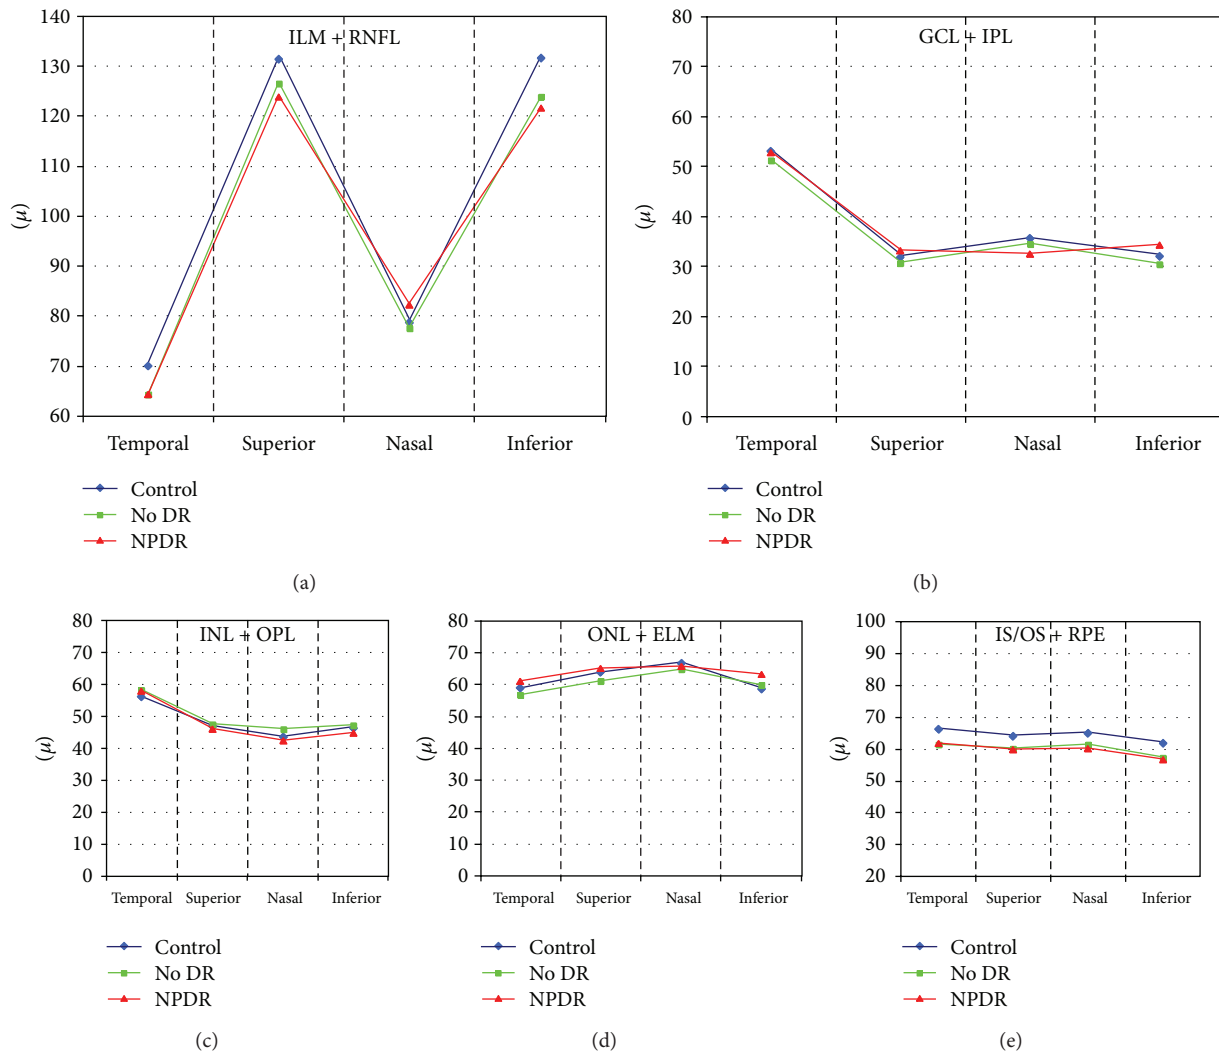 ILM + RNFL
140
130
120
110
100
90
80
70
60
(μ)
Temporal Superior Nasal Inferior
Control
No DR
NPDR
(a)
GCL + IPL
80
70
60
50
40
30
20
10
0
(μ)
Temporal Superior Nasal Inferior
Control
No DR
NPDR
(b)
INL + OPL
80
70
60
50
40
30
20
10
0
(μ)
Temporal Superior Nasal Inferior
Control
No DR
NPDR
(c)
ONL + ELM
80
70
60
50
40
30
20
10
0
(μ)
Temporal Superior Nasal Inferior
Control
No DR
NPDR
(d)
IS/OS + RPE
100
90
80
70
60
50
40
30
20
(μ)
Temporal Superior Nasal Inferior
Control
No DR
NPDR
(e)